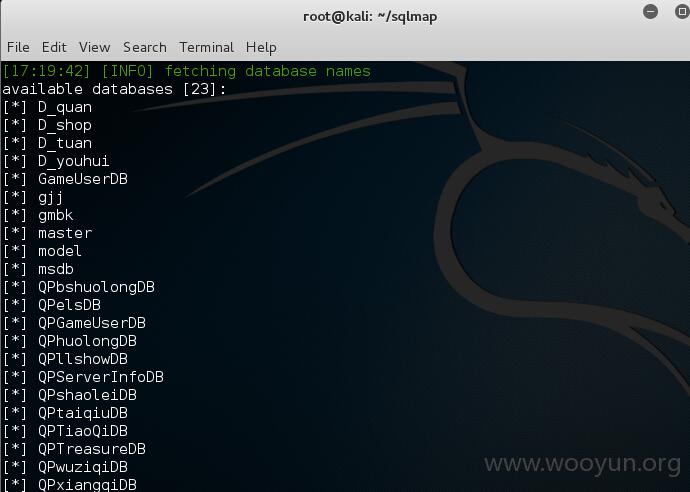 root@kali: ~/sqlmap
File Edit View Search Terminal Help
[17:19:42] [INFO] fetching database names
available databases [23]:
[*] D_quan
[*] D_shop
[*] D_tuan
[*] D_youhui
[*] GameUserDB
[*] gjj
[*] gmbk
[*] master
[*] model
[*] msdb
[*] QPbshuolongDB
[*] QPelsDB
[*] QPGameUserDB
[*] QPhuolongDB
[*] QPllshowDB
[*] QPServerInfoDB
[*] QPshaoleiDB
[*] QPtaiqiuDB
[*] QPTiaoQiDB
[*] QPTreasureDB
[*] QPwuziqiDB
[*] QPxiangqiDB
www.wooyun.org